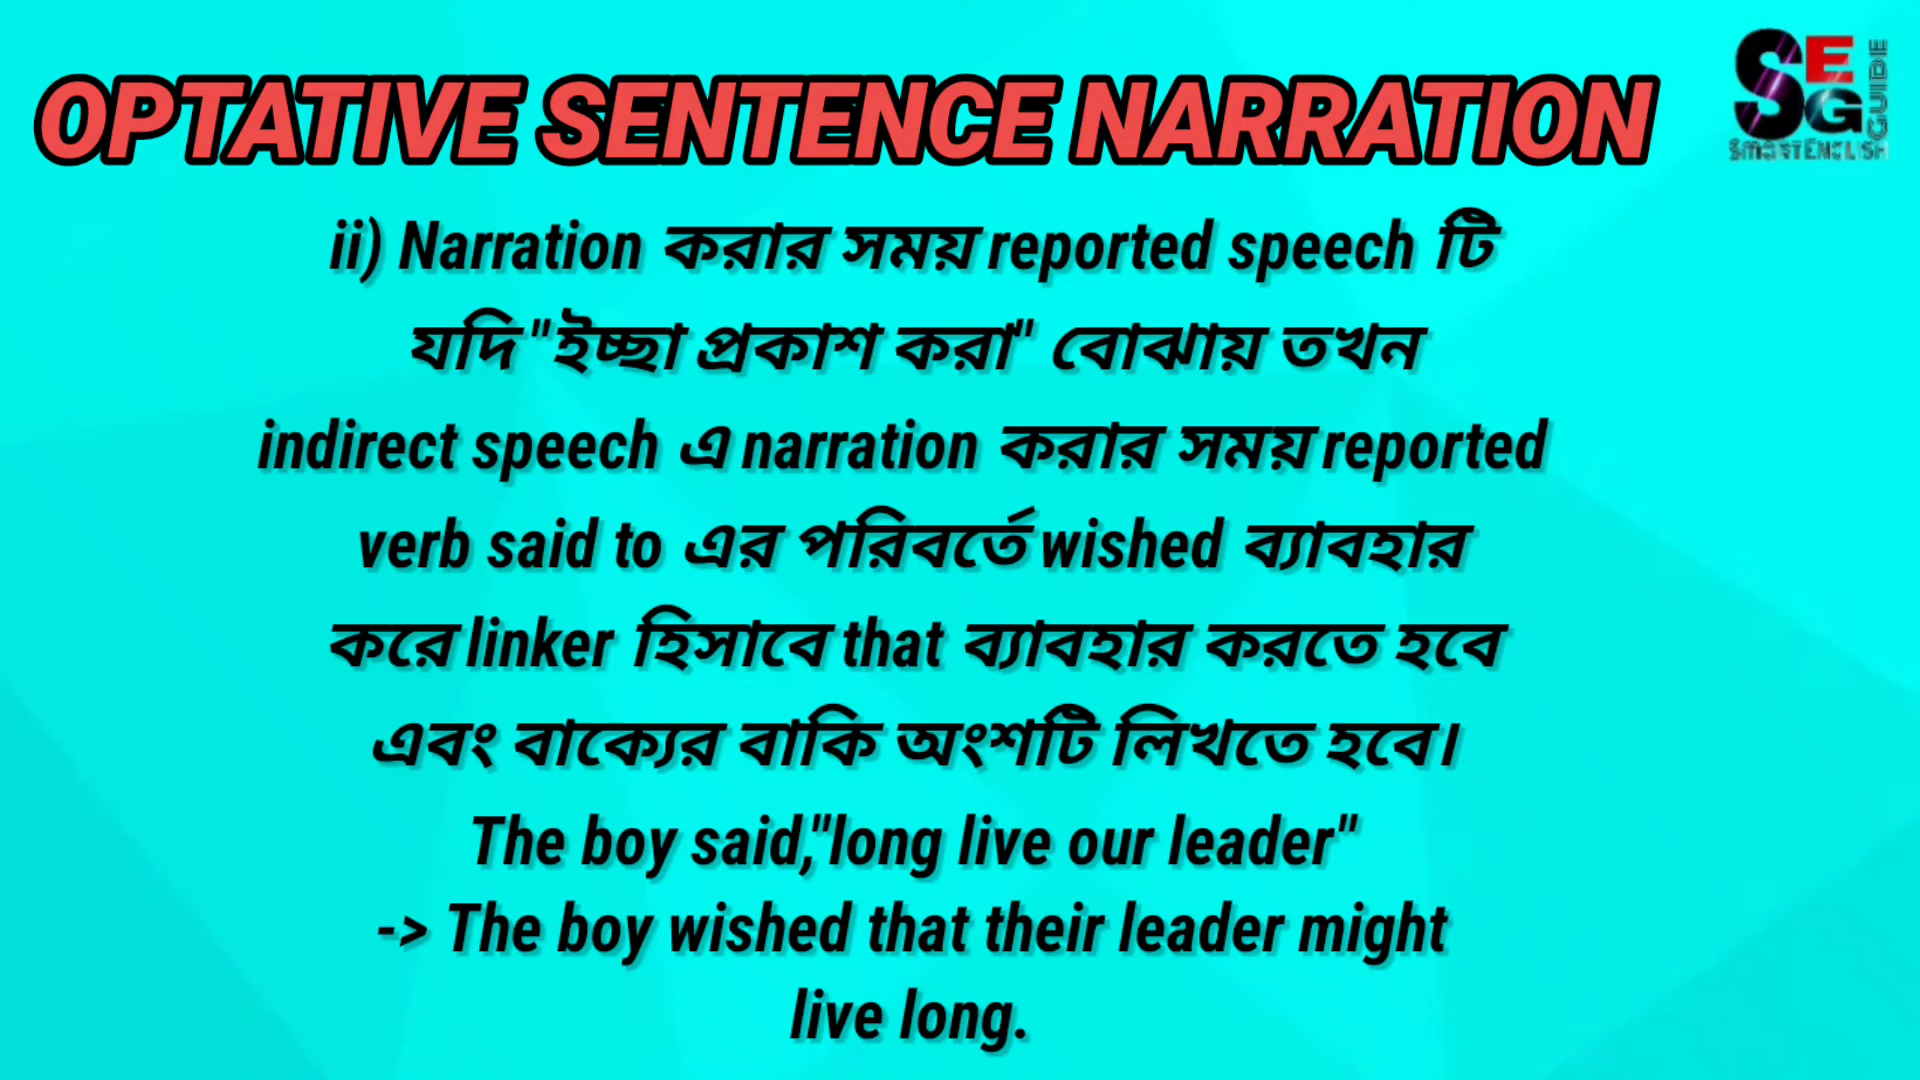 OPTATIVE SENTENCE NARRATION
SEG GUIDE
SMARTENGLISH
ii) Narration করার সময় reported speech টি
যদি "ইচ্ছা প্রকাশ করা" বোঝায় তখন
indirect speech এ narration করার সময় reported
verb said to এর পরিবর্তে wished ব্যাবহার
করে linker হিসাবে that ব্যাবহার করতে হবে
এবং বাক্যের বাকি অংশটি লিখতে হবে।
The boy said,"long live our leader"
-> The boy wished that their leader might
live long.